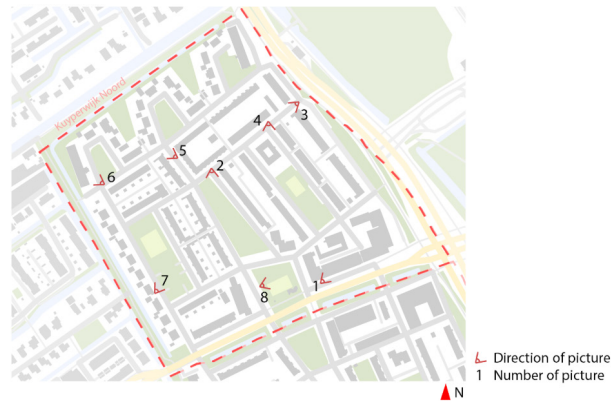 Kuyperwijk Noord
3
4
5
2
6
7
1
8
Direction of picture
1 Number of picture
N